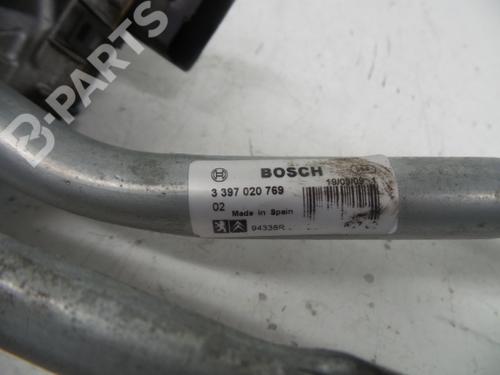 B-PARTS
BOSCH
3 397 020 769
02
Made in Spain
94338R